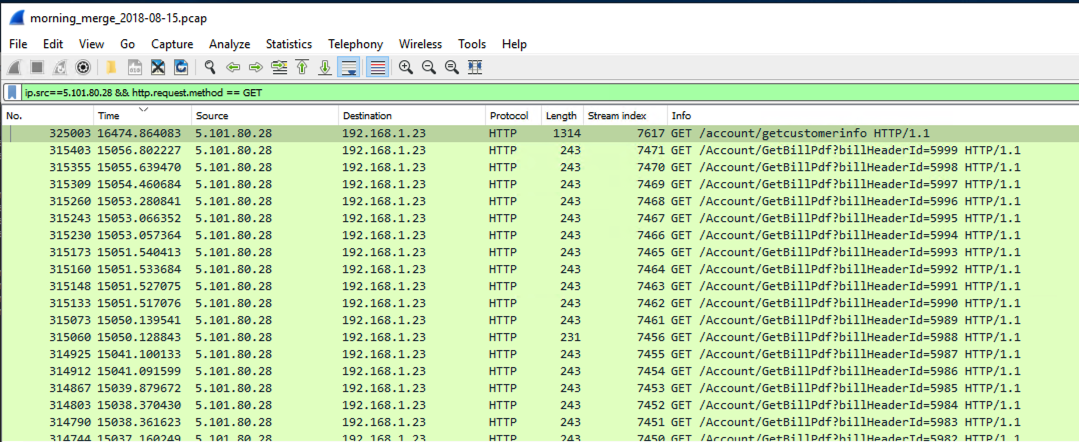 morning_merge_2018-08-15.pcap
File Edit View Go Capture Analyze Statistics Telephony Wireless Tools Help
ip.src==5.101.80.28 && http.request.method == GET
No. Time Source Destination Protocol Length Stream index Info
325003 16474.864083 5.101.80.28 192.168.1.23 HTTP 1314 7617 GET /account/getcustomerinfo HTTP/1.1
315403 15056.802227 5.101.80.28 192.168.1.23 HTTP 243 7471 GET /Account/GetBillPdf?billHeaderId=5999 HTTP/1.1
315355 15055.639470 5.101.80.28 192.168.1.23 HTTP 243 7470 GET /Account/GetBillPdf?billHeaderId=5998 HTTP/1.1
315309 15054.460684 5.101.80.28 192.168.1.23 HTTP 243 7469 GET /Account/GetBillPdf?billHeaderId=5997 HTTP/1.1
315260 15053.280841 5.101.80.28 192.168.1.23 HTTP 243 7468 GET /Account/GetBillPdf?billHeaderId=5996 HTTP/1.1
315243 15053.066352 5.101.80.28 192.168.1.23 HTTP 243 7467 GET /Account/GetBillPdf?billHeaderId=5995 HTTP/1.1
315230 15053.057364 5.101.80.28 192.168.1.23 HTTP 243 7466 GET /Account/GetBillPdf?billHeaderId=5994 HTTP/1.1
315173 15051.540413 5.101.80.28 192.168.1.23 HTTP 243 7465 GET /Account/GetBillPdf?billHeaderId=5993 HTTP/1.1
315160 15051.533684 5.101.80.28 192.168.1.23 HTTP 243 7464 GET /Account/GetBillPdf?billHeaderId=5992 HTTP/1.1
315148 15051.527075 5.101.80.28 192.168.1.23 HTTP 243 7463 GET /Account/GetBillPdf?billHeaderId=5991 HTTP/1.1
315133 15051.517076 5.101.80.28 192.168.1.23 HTTP 243 7462 GET /Account/GetBillPdf?billHeaderId=5990 HTTP/1.1
315073 15050.139541 5.101.80.28 192.168.1.23 HTTP 243 7461 GET /Account/GetBillPdf?billHeaderId=5989 HTTP/1.1
315060 15050.128843 5.101.80.28 192.168.1.23 HTTP 231 7456 GET /Account/GetBillPdf?billHeaderId=5988 HTTP/1.1
314925 15041.100133 5.101.80.28 192.168.1.23 HTTP 243 7455 GET /Account/GetBillPdf?billHeaderId=5987 HTTP/1.1
314912 15041.091599 5.101.80.28 192.168.1.23 HTTP 243 7454 GET /Account/GetBillPdf?billHeaderId=5986 HTTP/1.1
314867 15039.879672 5.101.80.28 192.168.1.23 HTTP 243 7453 GET /Account/GetBillPdf?billHeaderId=5985 HTTP/1.1
314803 15038.370430 5.101.80.28 192.168.1.23 HTTP 243 7452 GET /Account/GetBillPdf?billHeaderId=5984 HTTP/1.1
314790 15038.361623 5.101.80.28 192.168.1.23 HTTP 243 7451 GET /Account/GetBillPdf?billHeaderId=5983 HTTP/1.1
314744 15037.160249 5.101.80.28 192.168.1.23 HTTP 243 7450 GET /Account/GetBillPdf?billHeaderId=5982 HTTP/1.1